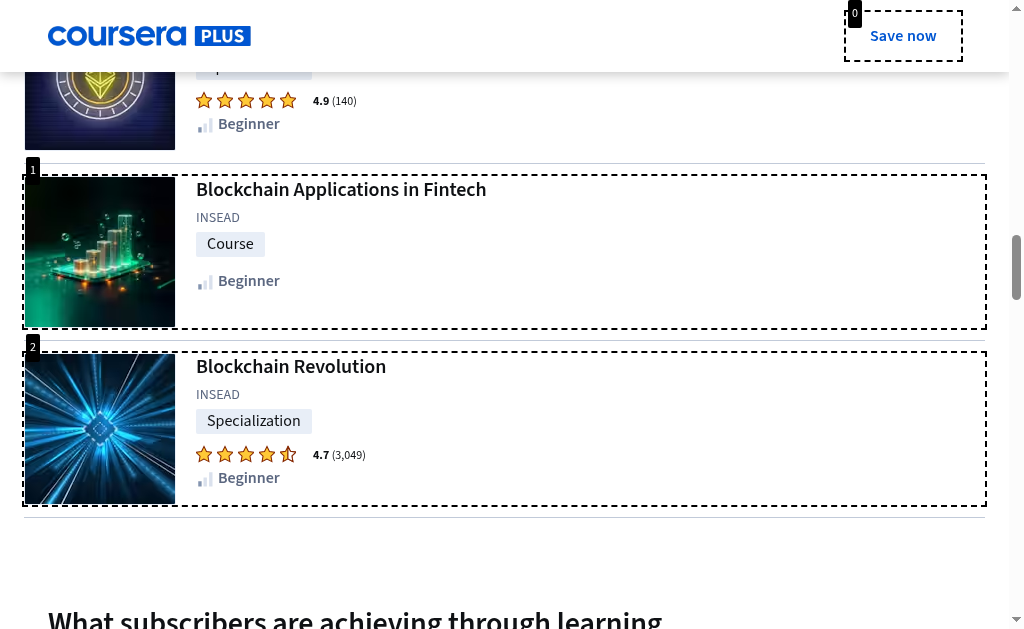 coursera PLUS
0
Save now
4.9 (140)
Beginner
1
Blockchain Applications in Fintech
INSEAD
Course
Beginner
2
Blockchain Revolution
INSEAD
Specialization
4.7 (3,049)
Beginner
What subscribers are achieving through learning